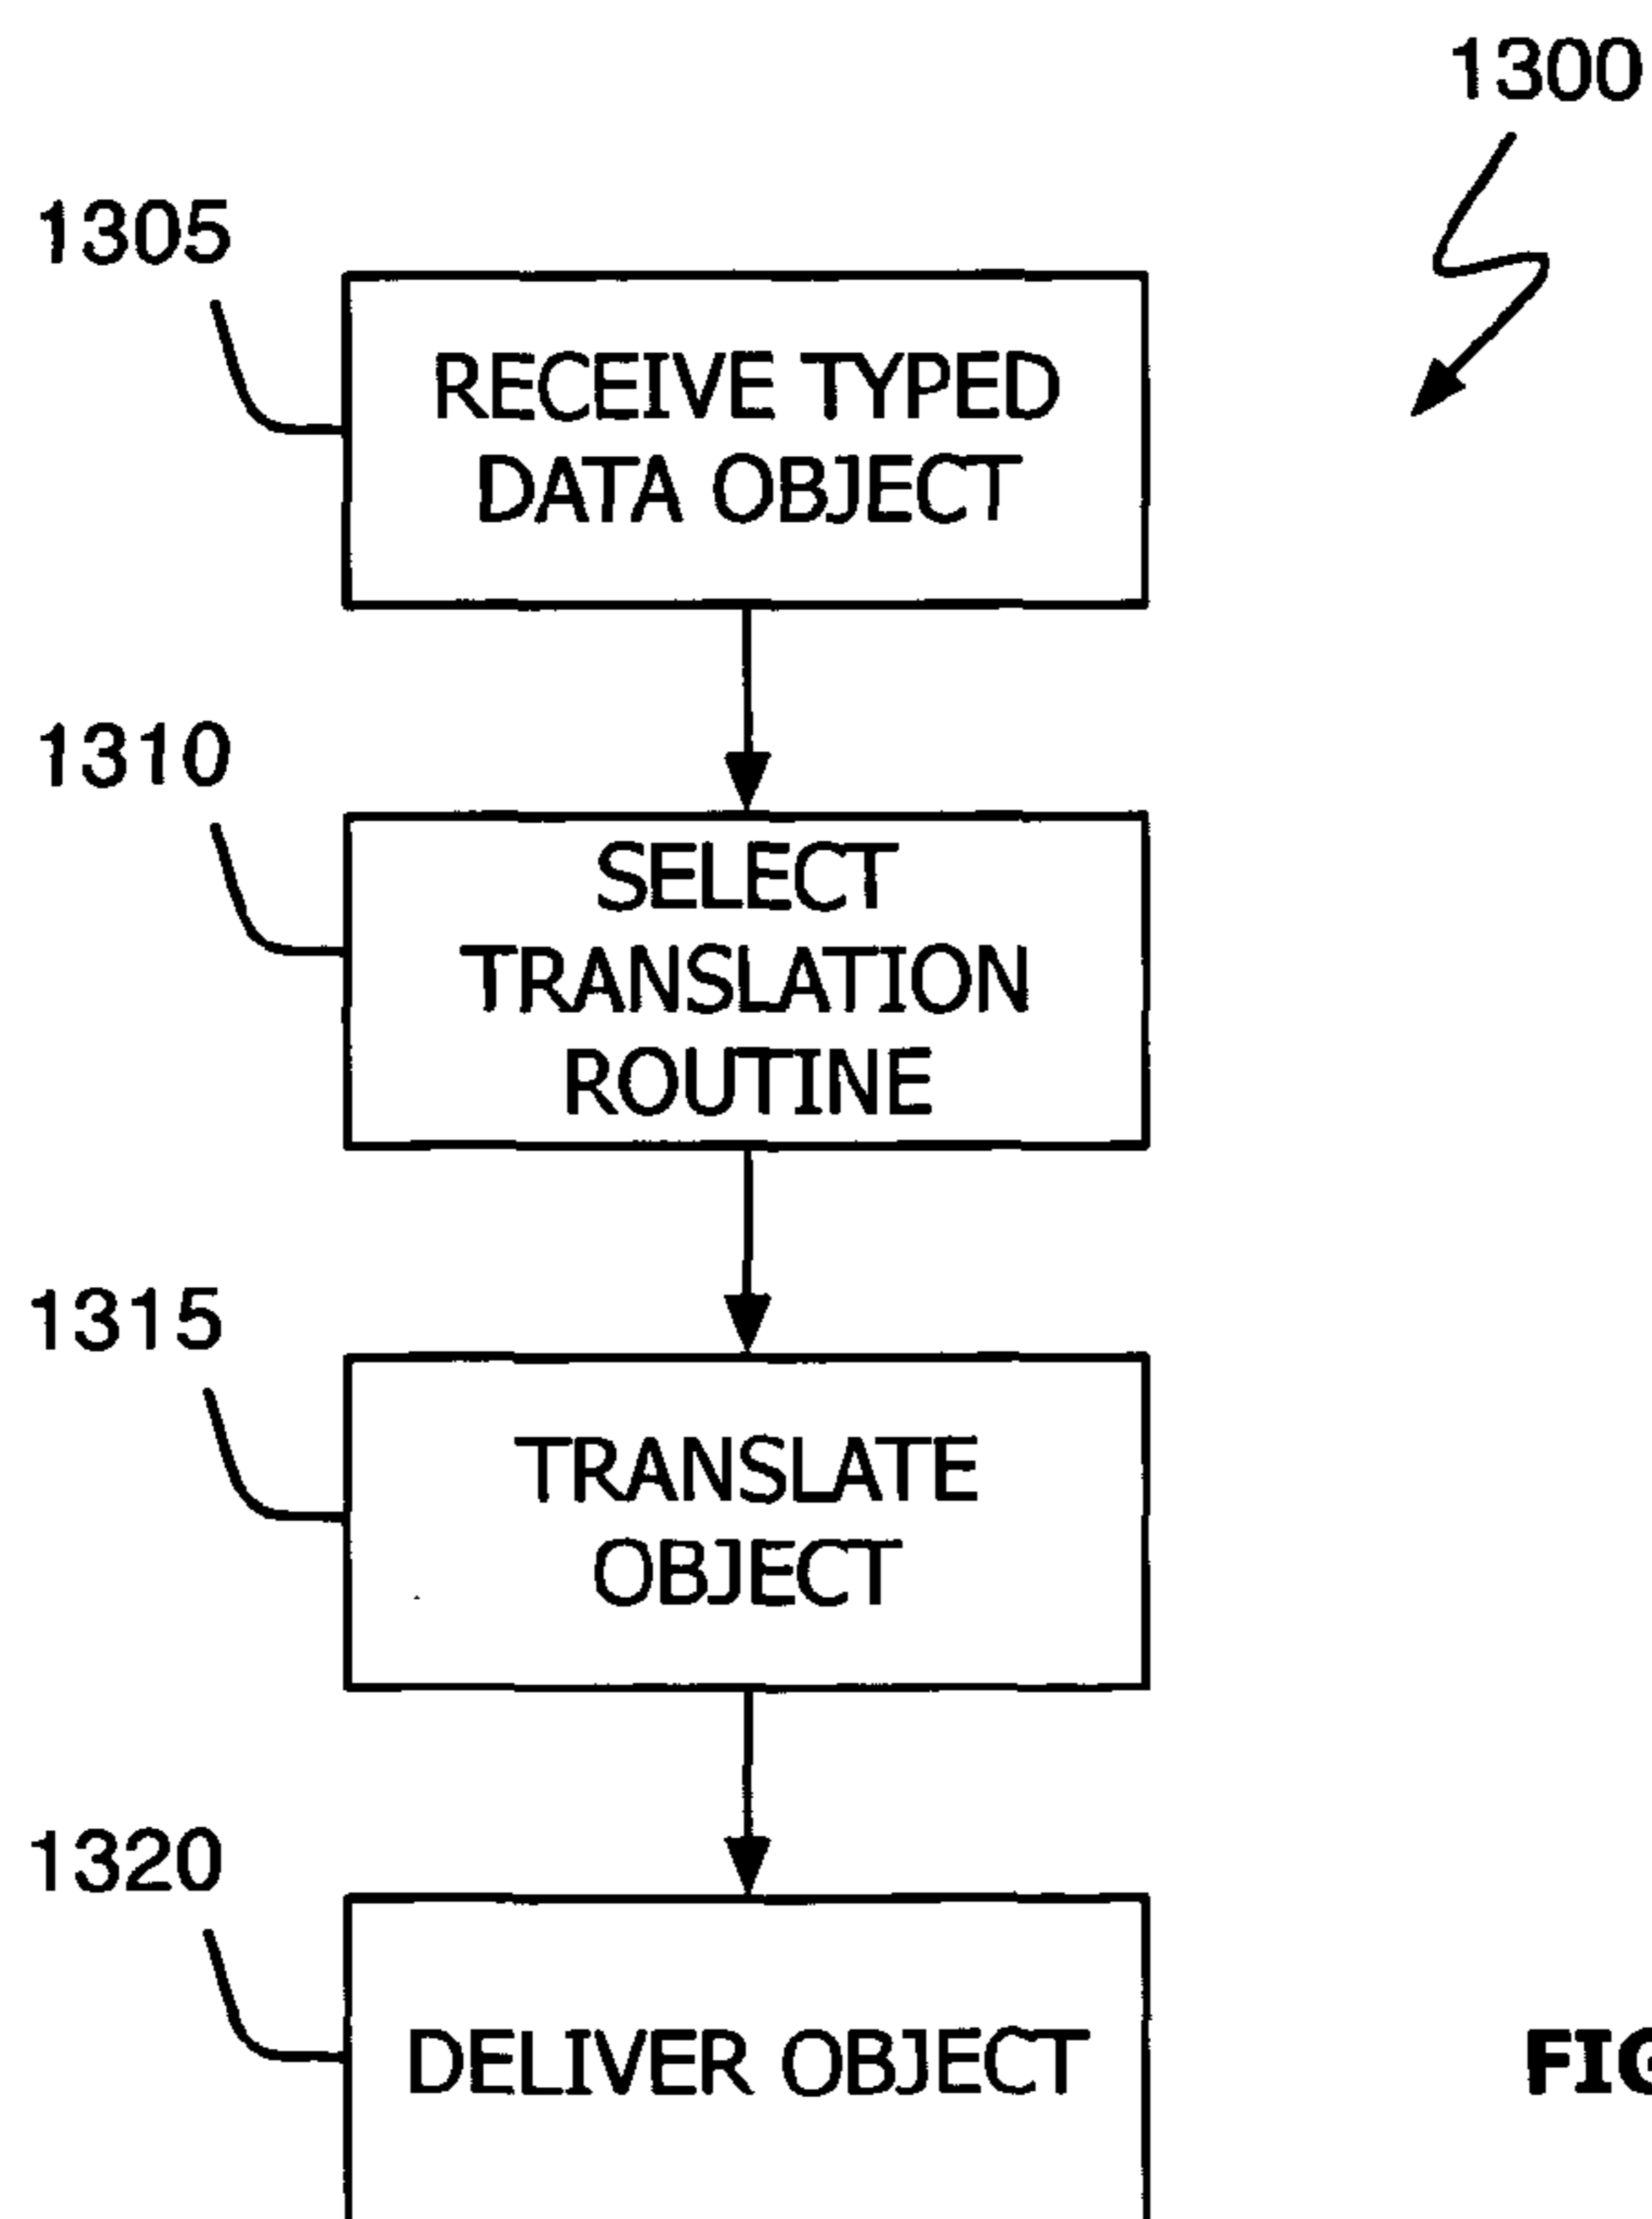 1300
1305
RECEIVE TYPED
DATA OBJECT
1310
SELECT
TRANSLATION
ROUTINE
1315
TRANSLATE
OBJECT
1320
DELIVER OBJECT